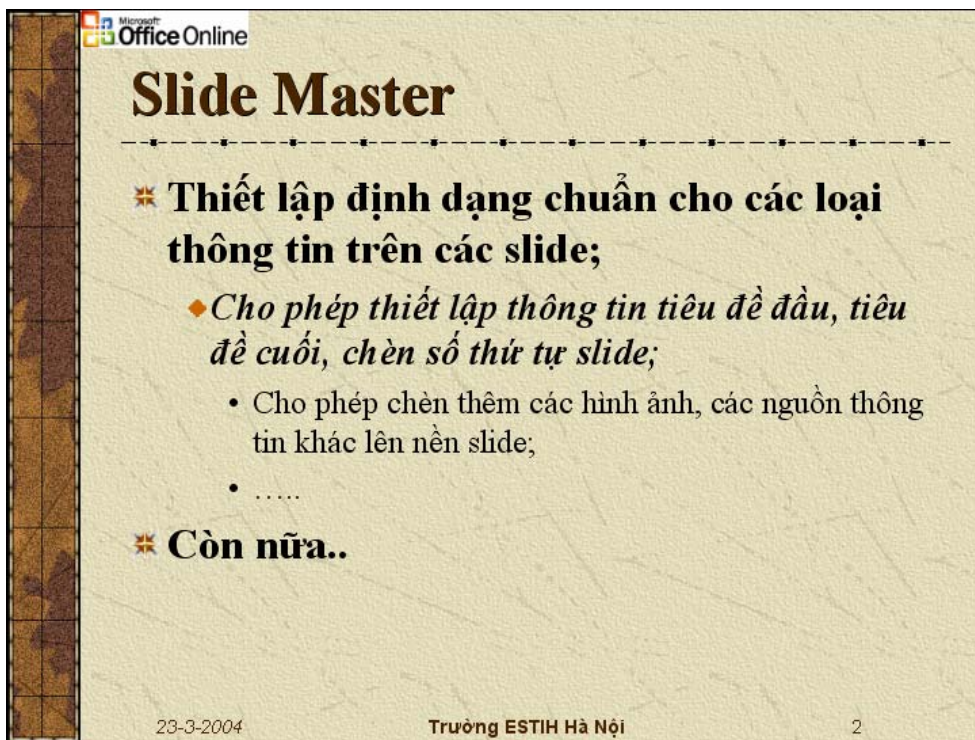 Microsoft
Office Online
Slide Master
Thiết lập định dạng chuẩn cho các loại
thông tin trên các slide;
Cho phép thiết lập thông tin tiêu đề đầu, tiêu
đề cuối, chèn số thứ tự slide;
• Cho phép chèn thêm các hình ảnh, các nguồn thông
tin khác lên nền slide;
• …..
Còn nữa..
23-3-2004
Trường ESTIH Hà Nội
2